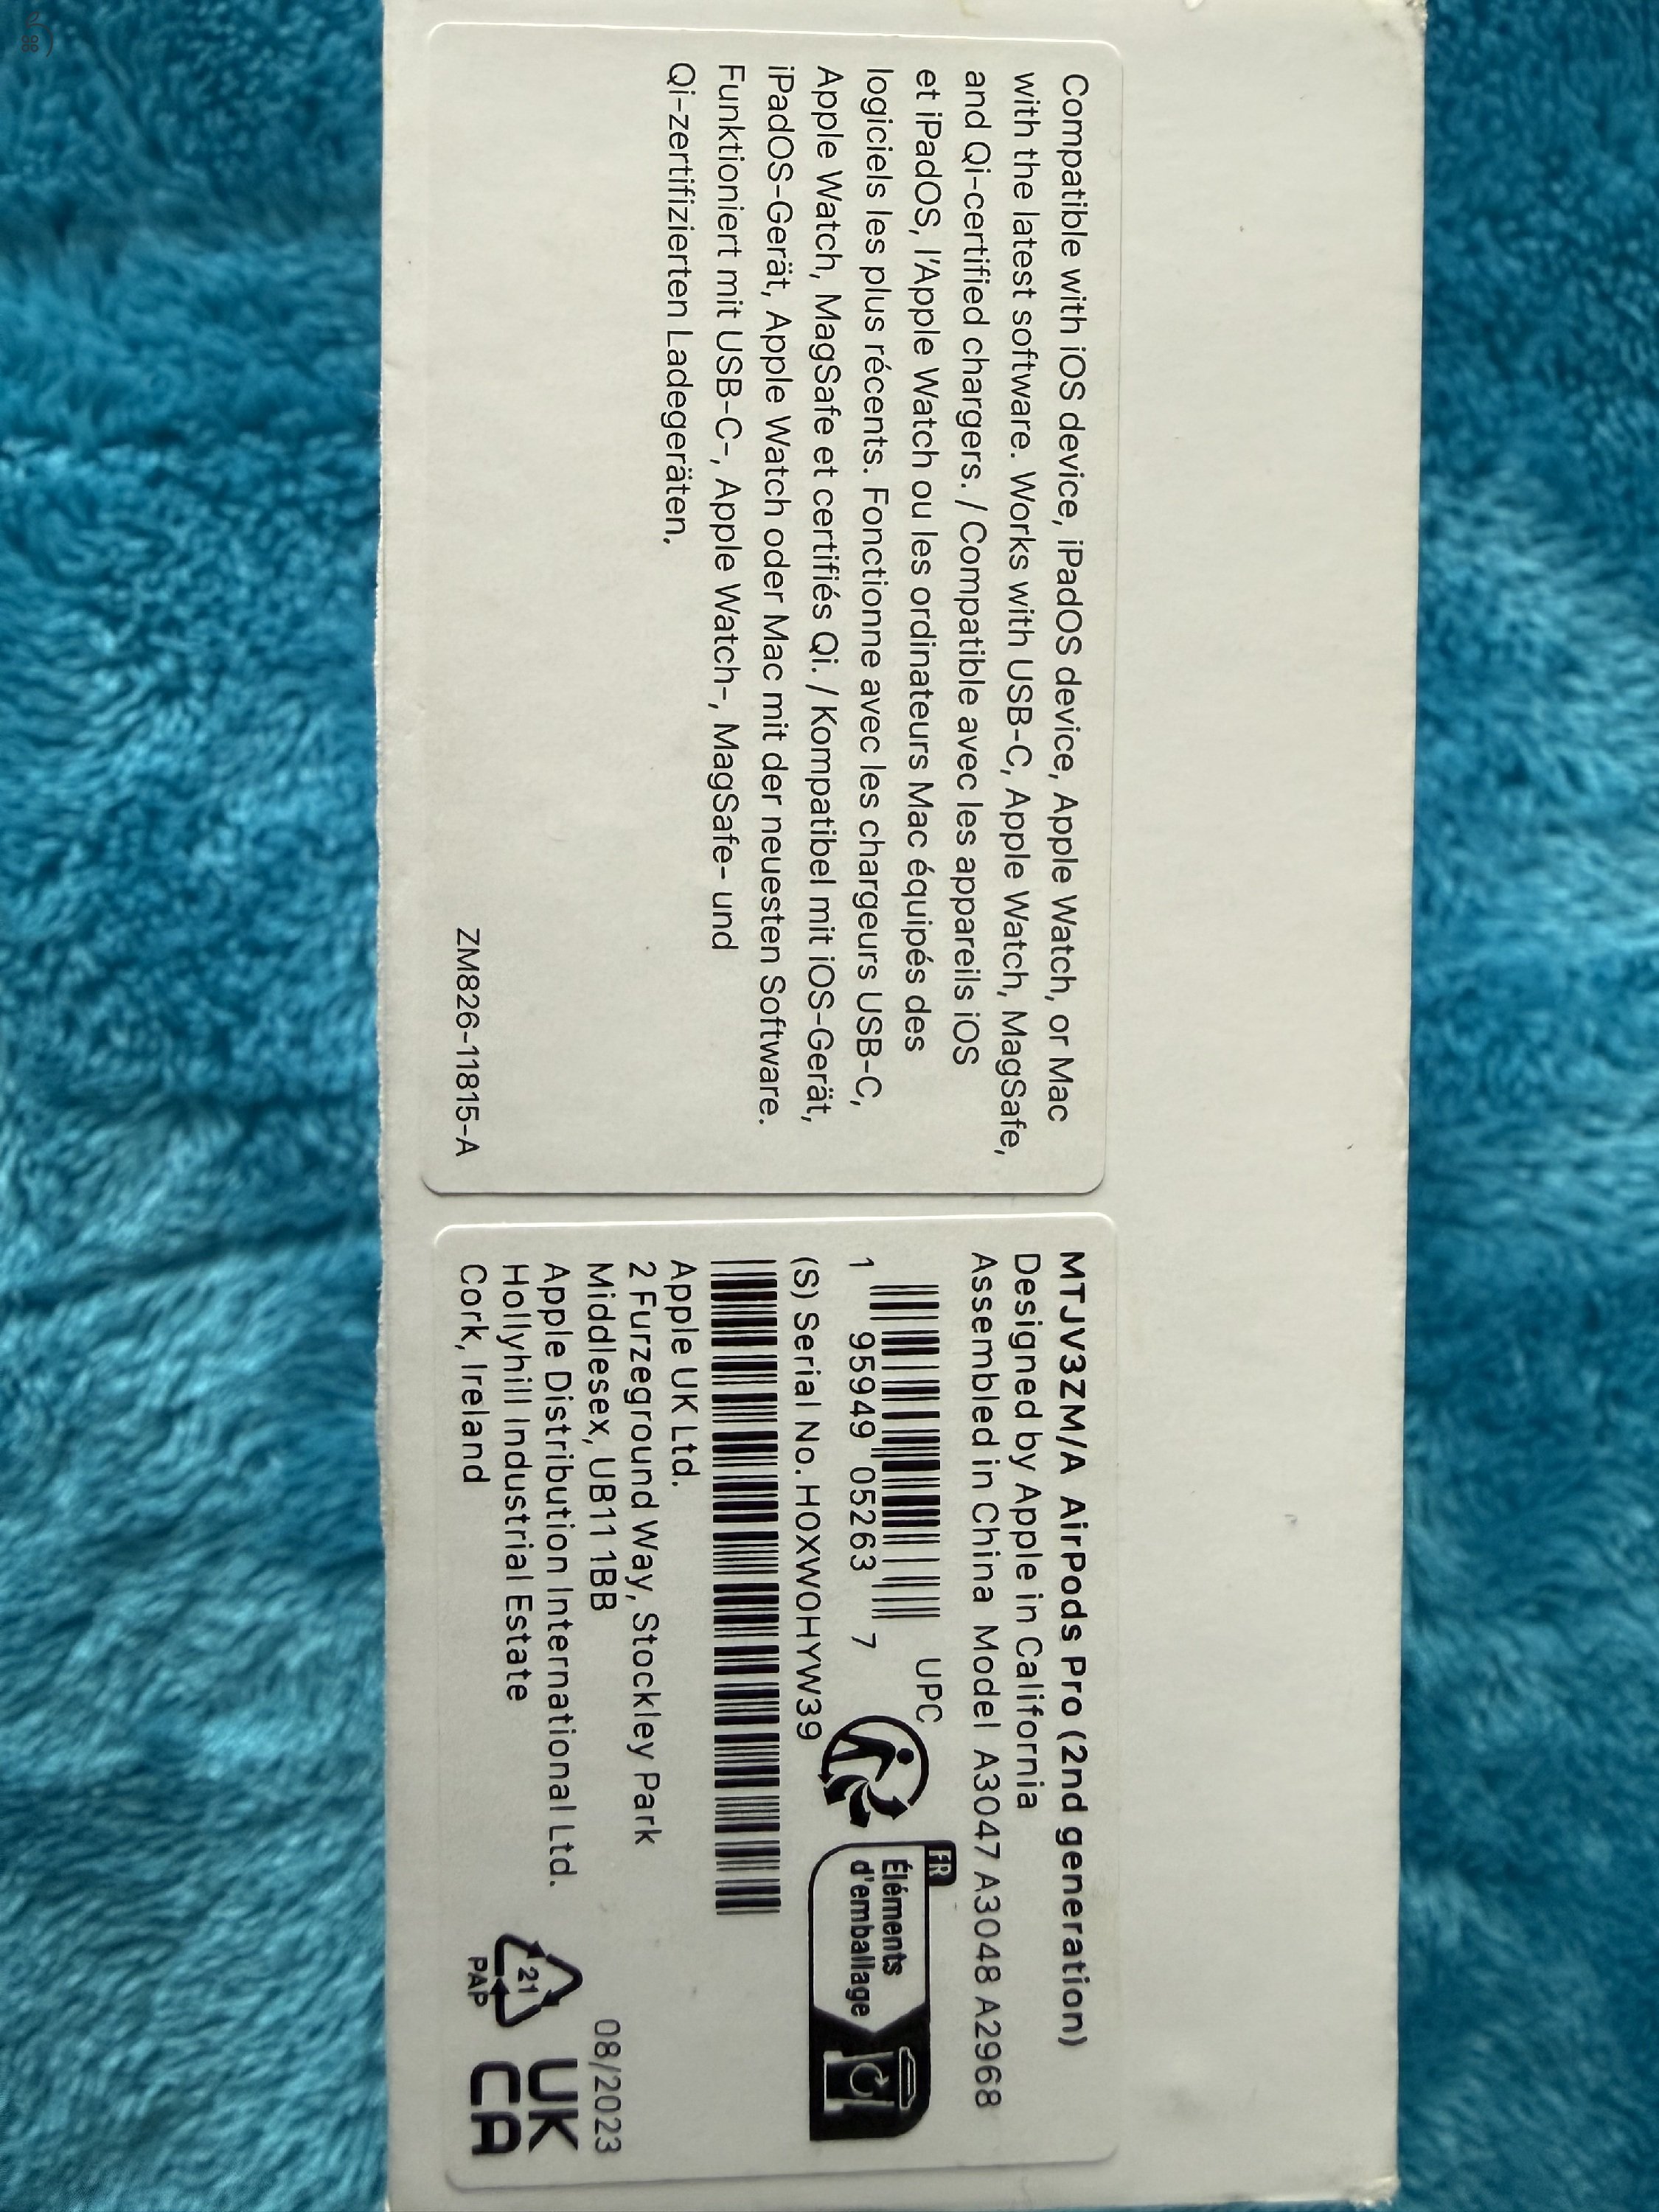 Compatible with iOS device, iPadOS device, Apple Watch, or Mac
with the latest software. Works with USB-C, Apple Watch, MagSafe,
and Qi-certified chargers. / Compatible avec les appareils iOS
et iPadOS, l'Apple Watch ou les ordinateurs Mac équipés des
logiciels les plus récents. Fonctionne avec les chargeurs USB-C,
Apple Watch, MagSafe et certifiés Qi. / Kompatibel mit iOS-Gerät,
iPadOS-Gerät, Apple Watch oder Mac mit der neuesten Software.
Funktioniert mit USB-C-, Apple Watch-, MagSafe- und
Qi-zertifizierten Ladegeräten.
ZM826-11815-A
MTJV3ZM/A AirPods Pro (2nd generation)
Designed by Apple in California
Assembled in China Model A3047 A3048 A2968
UPC
1 95949 05263 7
FR
Éléments
d'emballage
(S) Serial No. H0XW0HYW39
Apple UK Ltd.
2 Furzeground Way, Stockley Park
Middlesex, UB11 1BB
Apple Distribution International Ltd.
Hollyhill Industrial Estate
Cork, Ireland
08/2023
21
PAP
UK
CA